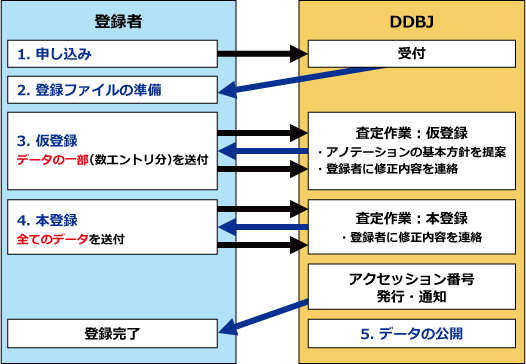 登録者
DDBJ
1. 申し込み
受付
2. 登録ファイルの準備
3. 仮登録
データの一部(数エントリ分)を送付
査定作業：仮登録
・アノテーションの基本方針を提案
・登録者に修正内容を連絡
4. 本登録
全てのデータを送付
査定作業：本登録
・登録者に修正内容を連絡
アクセッション番号
発行・通知
登録完了
5. データの公開